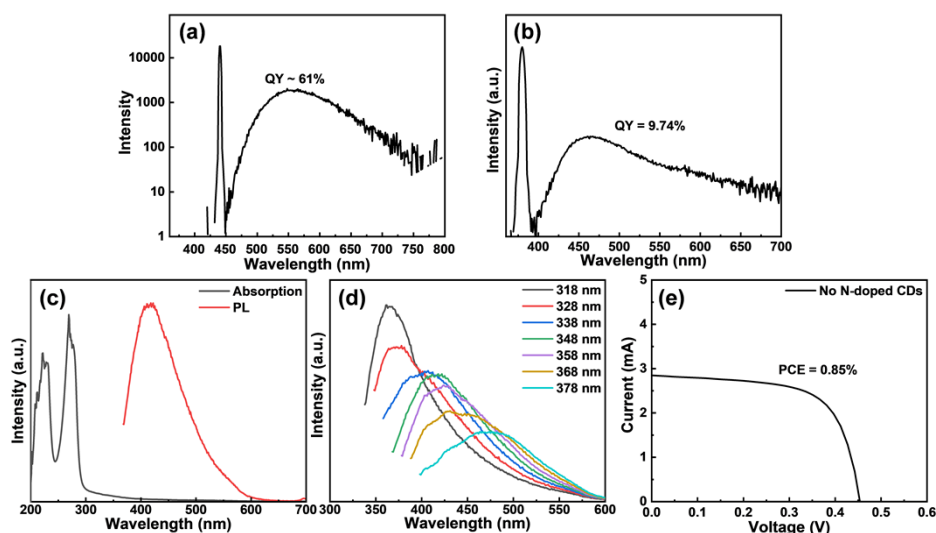 (a)
QY ~ 61%
10000
1000
100
10
1
Intensity
400 450 500 550 600 650 700 750 800
Wavelength (nm)
(b)
QY = 9.74%
Intensity (a.u.)
400 450 500 550 600 650 700
Wavelength (nm)
(c)
Absorption
PL
Intensity (a.u.)
200 300 400 500 600 700
Wavelength (nm)
(d)
318 nm
328 nm
338 nm
348 nm
358 nm
368 nm
378 nm
Intensity (a.u.)
300 350 400 450 500 550 600
Wavelength (nm)
(e)
No N-doped CDs
PCE = 0.85%
4
3
2
1
0
Current (mA)
0.0 0.1 0.2 0.3 0.4 0.5 0.6
Voltage (V)